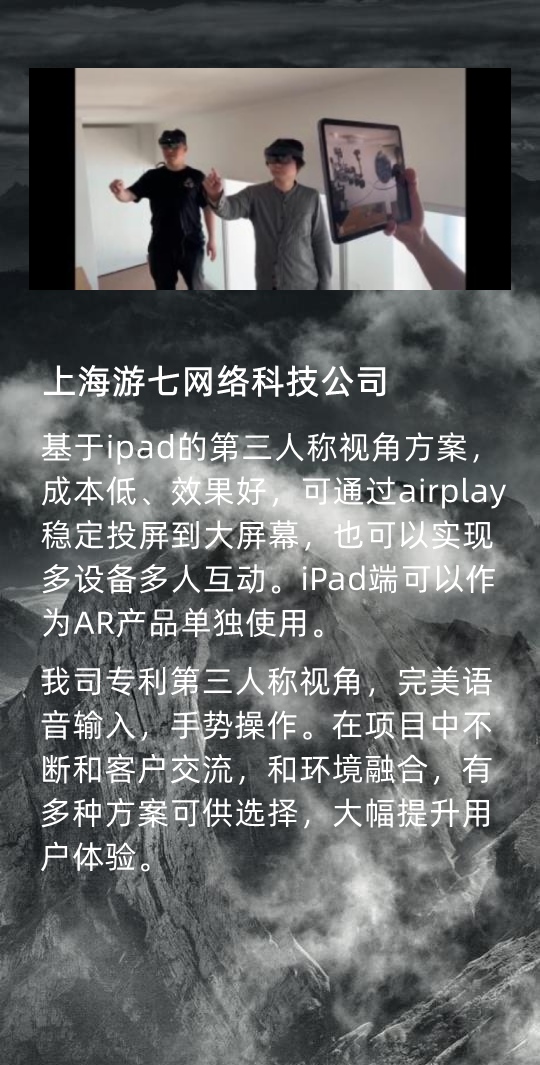 上海游七网络科技公司
基于ipad的第三人称视角方案，
成本低、效果好，可通过airplay
稳定投屏到大屏幕，也可以实现
多设备多人互动。iPad端可以作
为AR产品单独使用。
我司专利第三人称视角，完美语
音输入，手势操作。在项目中不
断和客户交流，和环境融合，有
多种方案可供选择，大幅提升用
户体验。